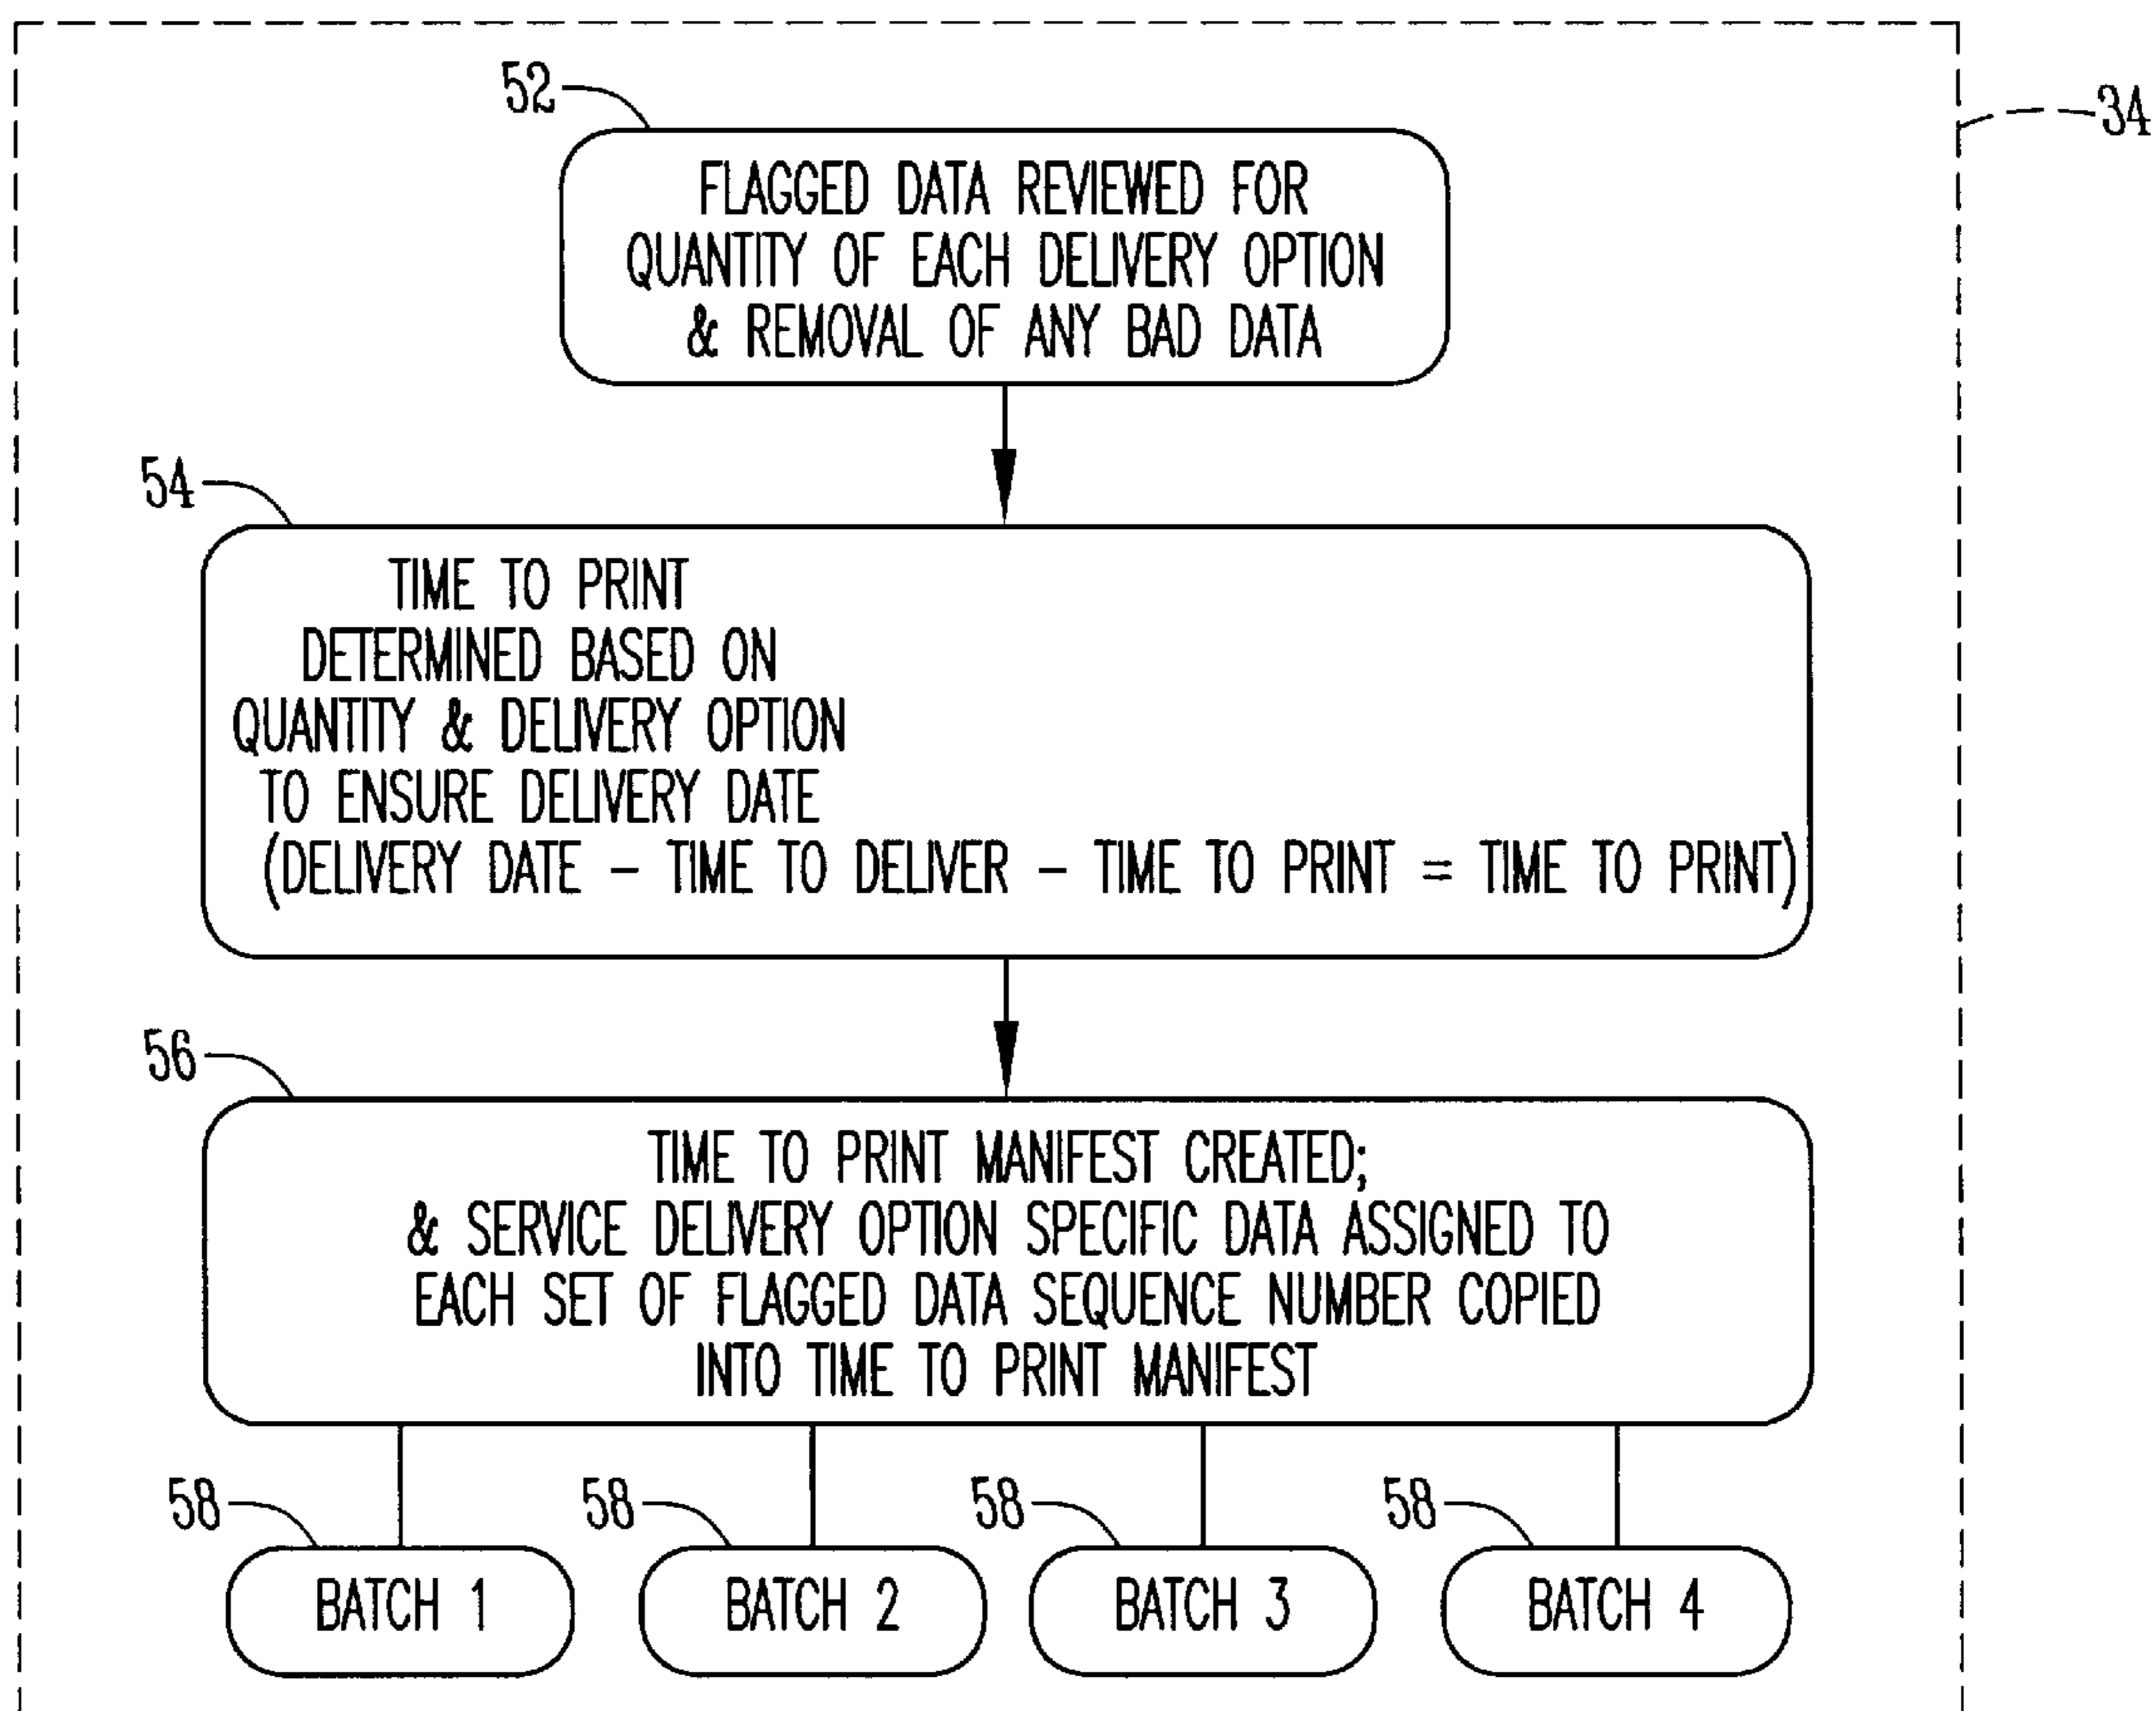 52
34
FLAGGED DATA REVIEWED FOR
QUANTITY OF EACH DELIVERY OPTION
& REMOVAL OF ANY BAD DATA
54
TIME TO PRINT
DETERMINED BASED ON
QUANTITY & DELIVERY OPTION
TO ENSURE DELIVERY DATE
(DELIVERY DATE - TIME TO DELIVER - TIME TO PRINT = TIME TO PRINT)
56
TIME TO PRINT MANIFEST CREATED;
& SERVICE DELIVERY OPTION SPECIFIC DATA ASSIGNED TO
EACH SET OF FLAGGED DATA SEQUENCE NUMBER COPIED
INTO TIME TO PRINT MANIFEST
58 58 58 58
BATCH 1 BATCH 2 BATCH 3 BATCH 4